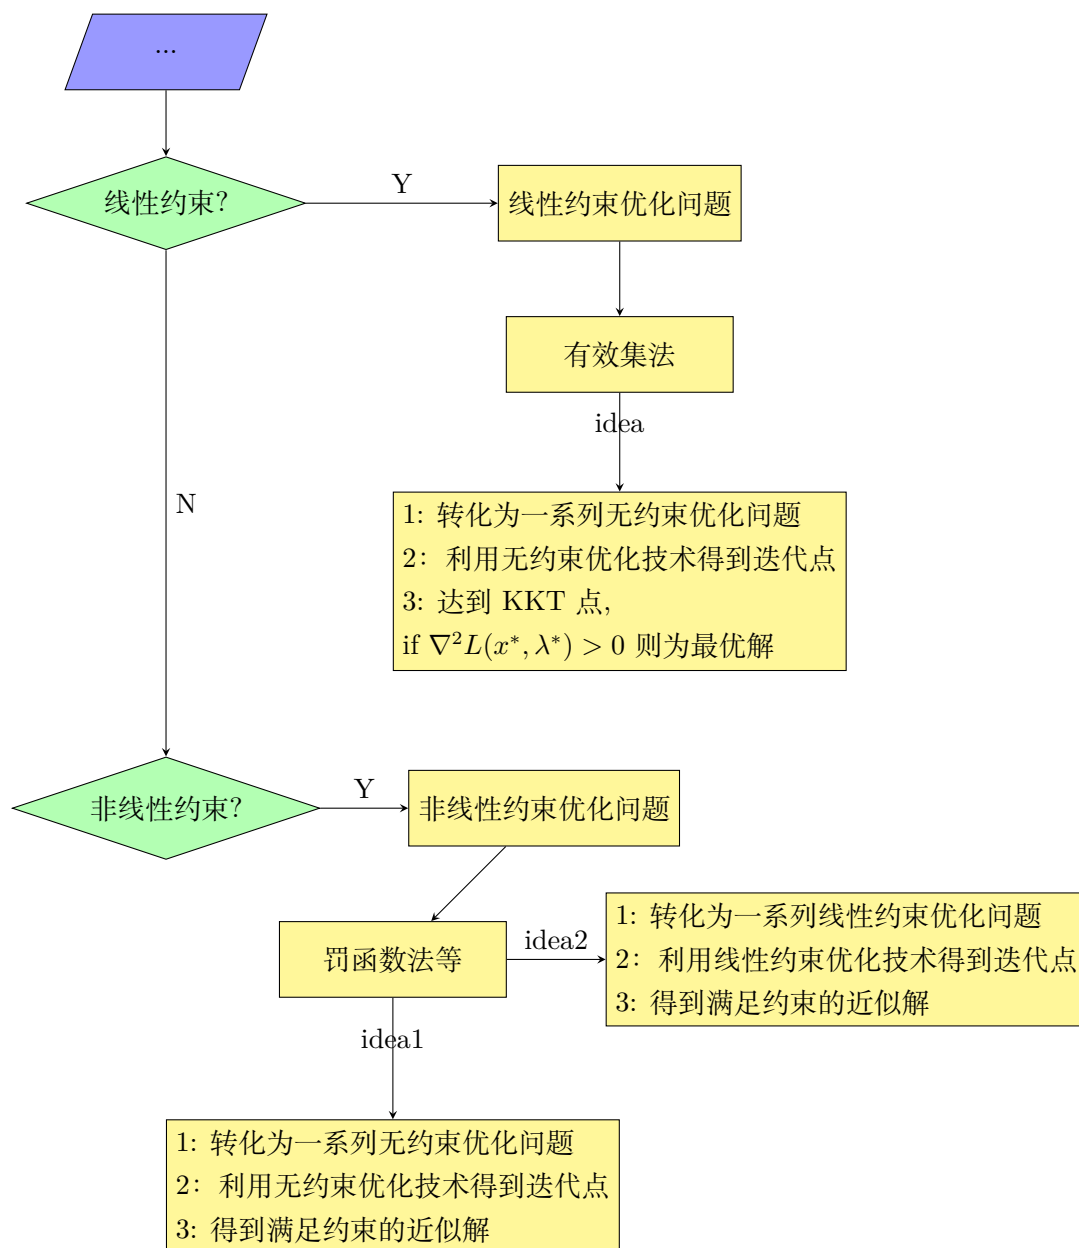 ...
线性约束?
Y
线性约束优化问题
有效集法
idea
1: 转化为一系列无约束优化问题
2：利用无约束优化技术得到迭代点
3: 达到 KKT 点,
if ∇²L(x*, λ*) > 0 则为最优解
N
非线性约束?
Y
非线性约束优化问题
罚函数法等
idea2
1: 转化为一系列线性约束优化问题
2：利用线性约束优化技术得到迭代点
3: 得到满足约束的近似解
idea1
1: 转化为一系列无约束优化问题
2：利用无约束优化技术得到迭代点
3: 得到满足约束的近似解